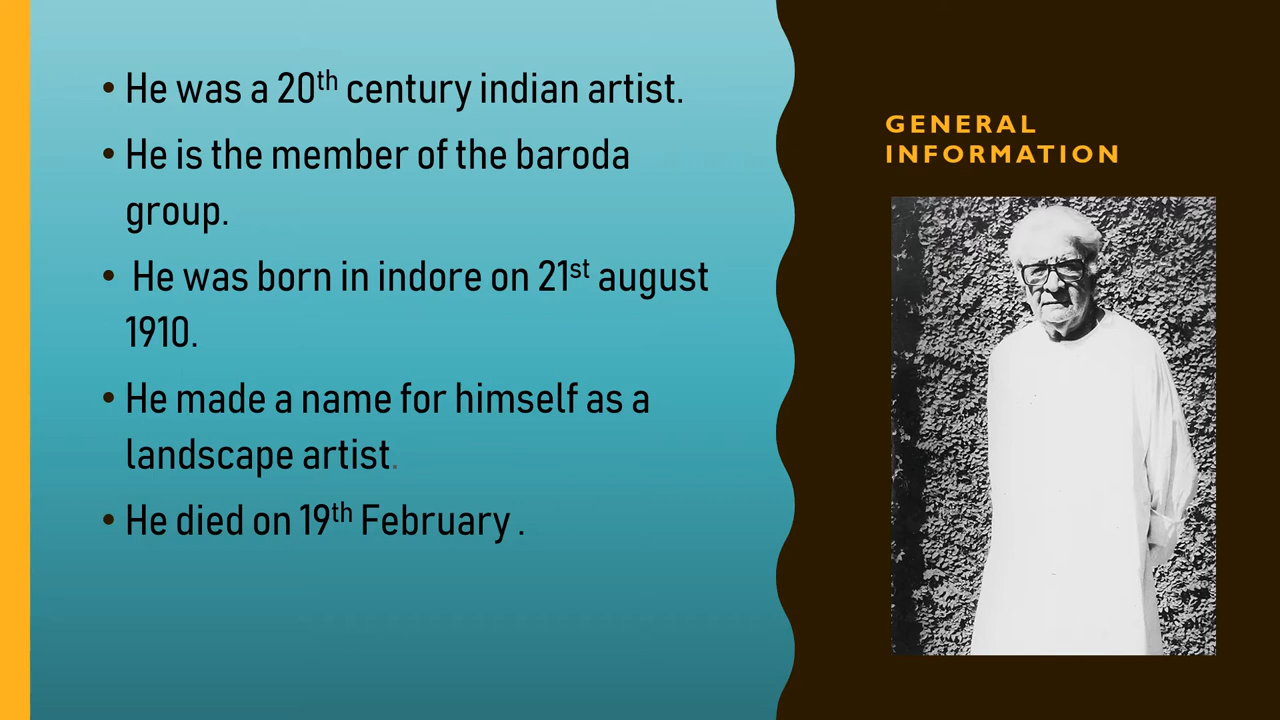 • He was a 20th century indian artist.
• He is the member of the baroda
group.
• He was born in indore on 21st august
1910.
• He made a name for himself as a
landscape artist.
• He died on 19th February .
GENERAL
INFORMATION